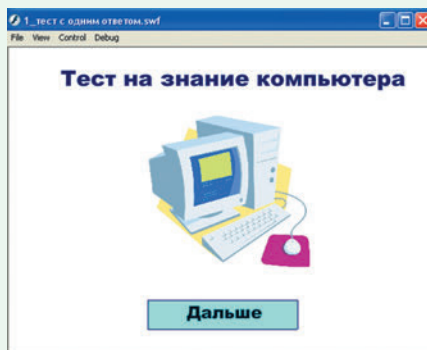 1_тест с одним ответом.swf
File View Control Debug
Тест на знание компьютера
Дальше